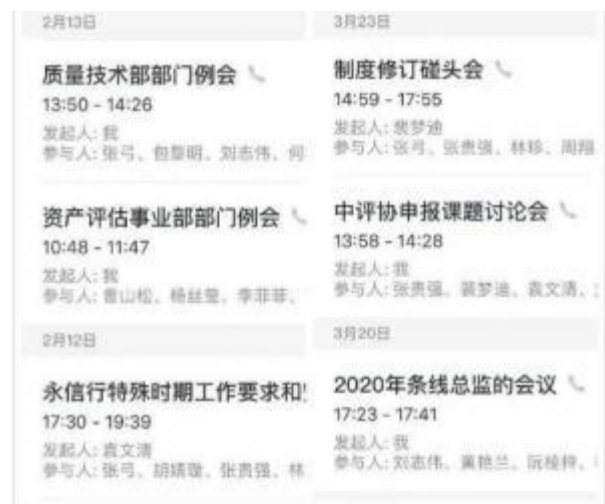 2月13日
质量技术部部门例会
13:50 - 14:26
发起人: 我
参与人: 张弓、包黎明、刘志伟、何
资产评估事业部部门例会
10:48 - 11:47
发起人: 我
参与人: 曹山松、杨丝莹、李菲菲、
2月12日
永信行特殊时期工作要求和
17:30 - 19:39
发起人: 袁文清
参与人: 张弓、胡婧璇、张贵强、林
3月23日
制度修订碰头会
14:59 - 17:55
发起人: 裴梦迪
参与人: 张弓、张贵强、林珍、周翔
中评协申报课题讨论会
13:58 - 14:28
发起人: 我
参与人: 张贵强、裴梦迪、袁文清、
3月20日
2020年条线总监的会议
17:23 - 17:41
发起人: 我
参与人: 刘志伟、黄艳兰、阮棱梓、